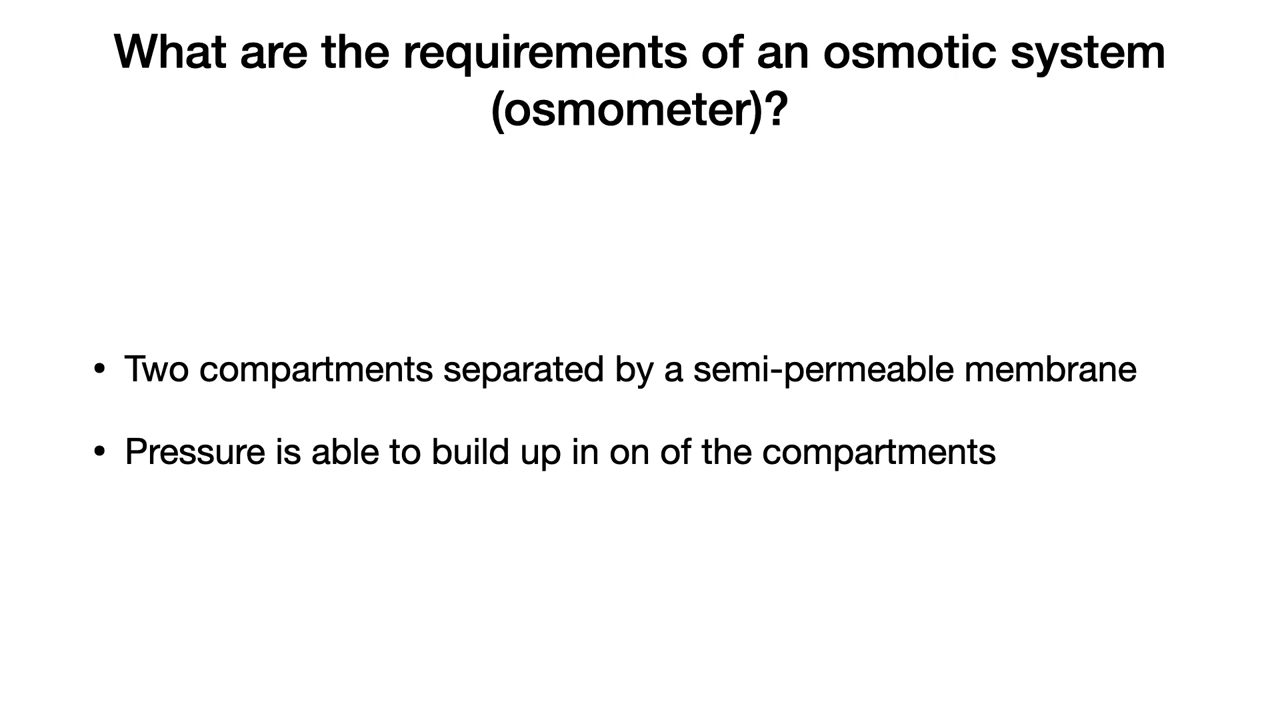 What are the requirements of an osmotic system
(osmometer)?
• Two compartments separated by a semi-permeable membrane
• Pressure is able to build up in on of the compartments